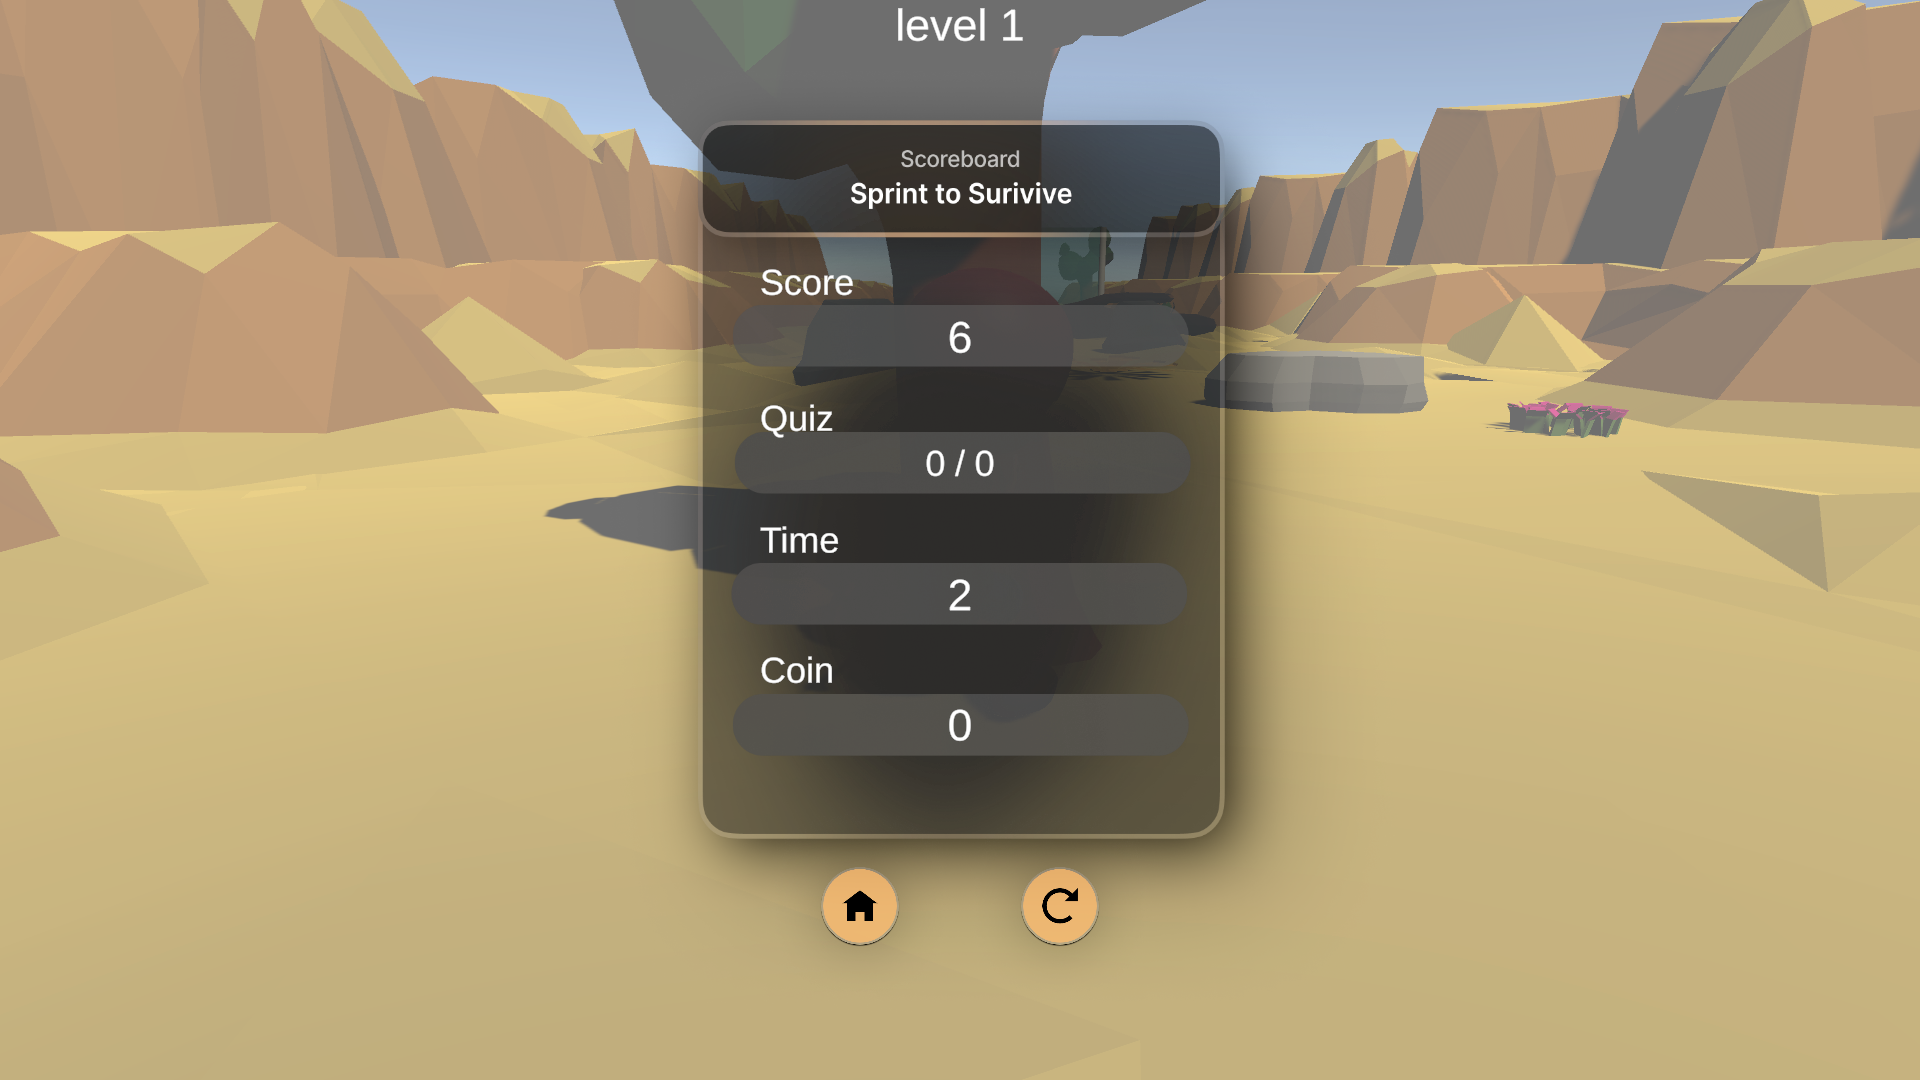 level 1
Scoreboard
Sprint to Surivive
Score
6
Quiz
0 / 0
Time
2
Coin
0